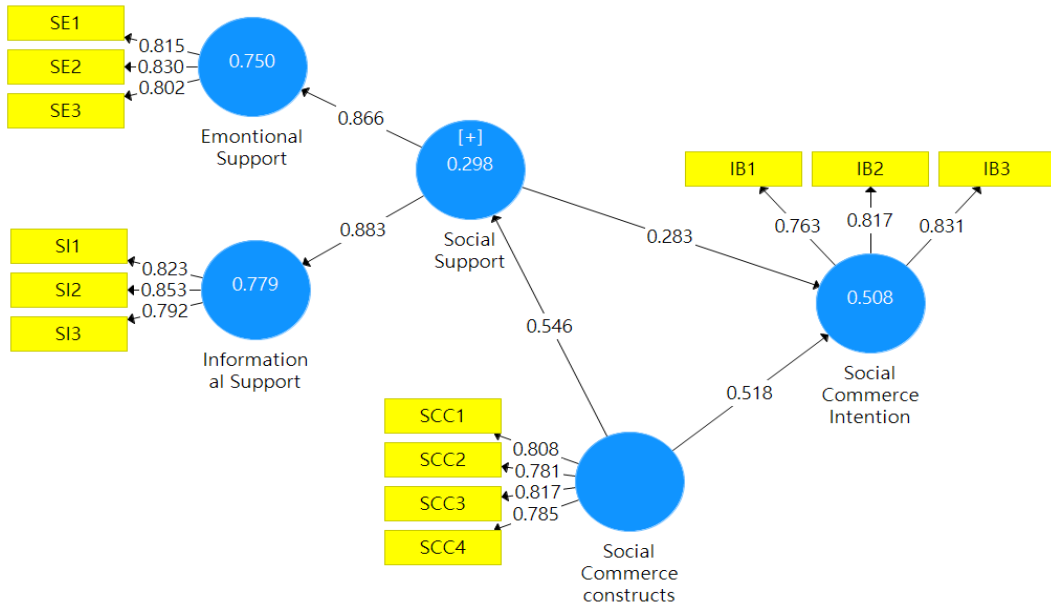 SE1
SE2
SE3
0.815
0.830
0.802
0.750
Emontional
Support
0.866
[+]
0.298
Social
Support
0.883
SI1
SI2
SI3
0.823
0.853
0.792
0.779
Information
al Support
IB1
IB2
IB3
0.763
0.817
0.831
0.283
0.508
Social
Commerce
Intention
0.546
0.518
SCC1
SCC2
SCC3
SCC4
0.808
0.781
0.817
0.785
Social
Commerce
constructs